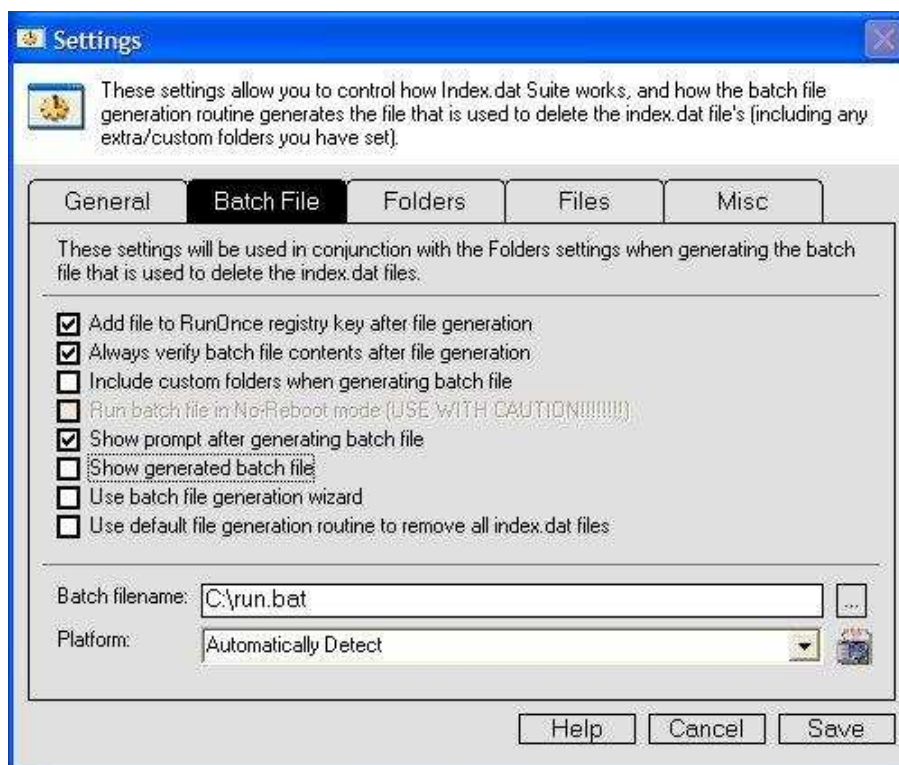 Settings
These settings allow you to control how Index.dat Suite works, and how the batch file
generation routine generates the file that is used to delete the index.dat file's (including any
extra/custom folders you have set).
General Batch File Folders Files Misc
These settings will be used in conjunction with the Folders settings when generating the batch
file that is used to delete the index.dat files.
Add file to RunOnce registry key after file generation
Always verify batch file contents after file generation
Include custom folders when generating batch file
Run batch file in No-Reboot mode (USE WITH CAUTION!!!!!!!!)
Show prompt after generating batch file
Show generated batch file
Use batch file generation wizard
Use default file generation routine to remove all index.dat files
Batch filename: C:\run.bat ...
Platform: Automatically Detect
Help Cancel Save